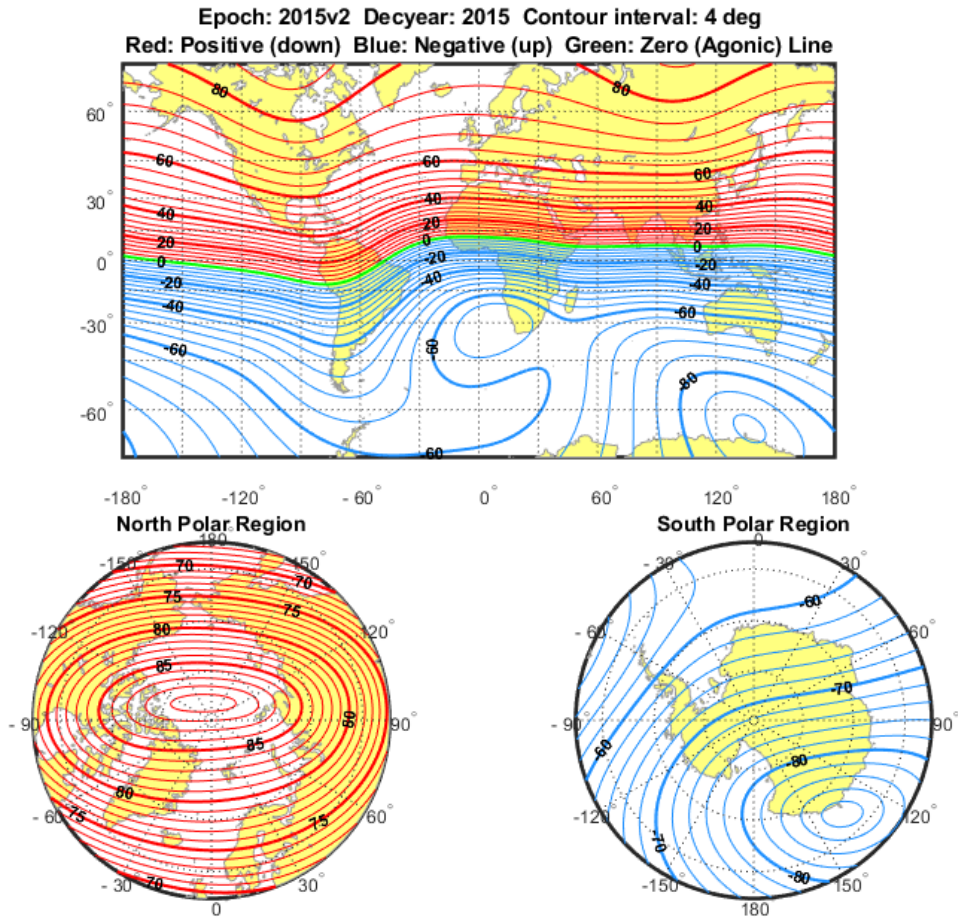 Epoch: 2015v2 Decyear: 2015 Contour interval: 4 deg
Red: Positive (down) Blue: Negative (up) Green: Zero (Agonic) Line
80 80
60°
60 60 60
30°
40 40 40
20 20 20
0 0
0° 0
-20 -20 -20
-40 -40 -40
-30°
-60 -60 -60
-80
-60°
-60
-180° -120° - 60° 0° 60° 120° 180°
North Polar Region
180°
-150° 150°
70 70
75 75
-120° 120°
80
85
- 90° 80 90°
85
80
- 60° 75 75 60°
- 30° 70 30°
0
South Polar Region
0
- 30° 30°
-60
- 60° 60°
-70
- 90° 90°
-60
-80
-120° 120°
-70
-80
-150° 150°
180